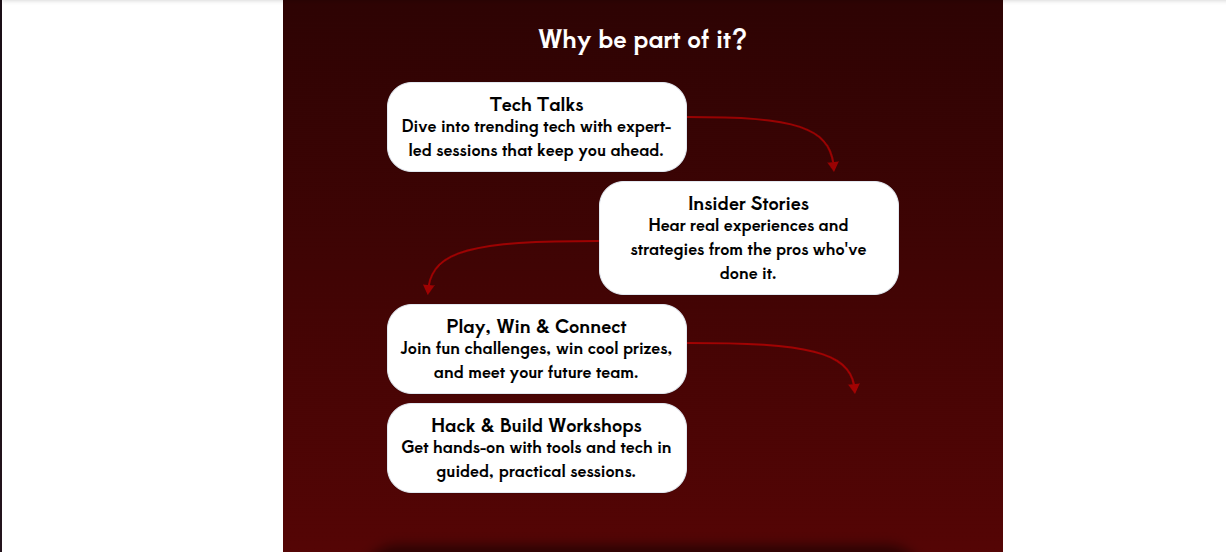 Why be part of it?
Tech Talks
Dive into trending tech with expert-
led sessions that keep you ahead.
Insider Stories
Hear real experiences and
strategies from the pros who've
done it.
Play, Win & Connect
Join fun challenges, win cool prizes,
and meet your future team.
Hack & Build Workshops
Get hands-on with tools and tech in
guided, practical sessions.